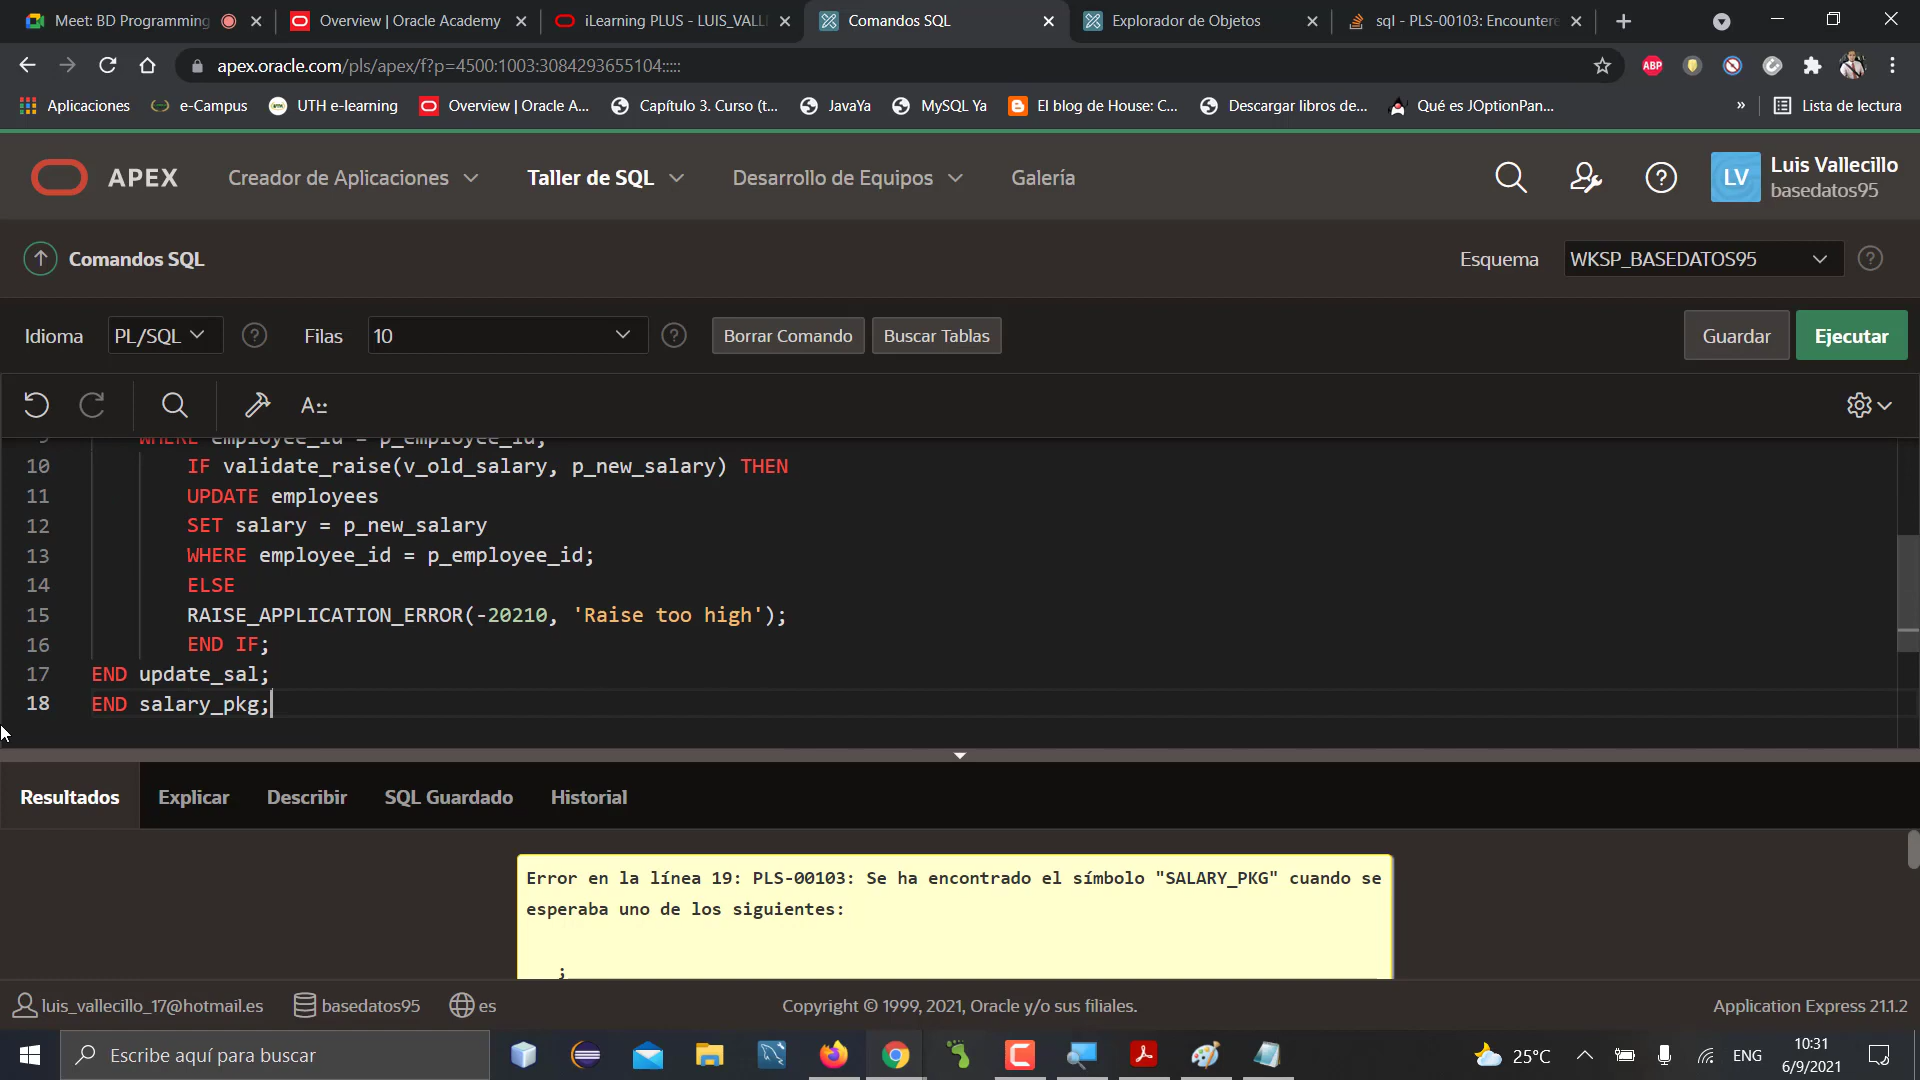 Meet: BD Programming
Overview | Oracle Academy
iLearning PLUS - LUIS_VALL
Comandos SQL
Explorador de Objetos
sql - PLS-00103: Encountere
apex.oracle.com/pls/apex/f?p=4500:1003:3084293655104:::::
ABP
Aplicaciones
e-Campus
UTH e-learning
Overview | Oracle A...
Capítulo 3. Curso (t...
JavaYa
MySQL Ya
El blog de House: C...
Descargar libros de...
Qué es JOptionPan...
»
Lista de lectura
APEX
Creador de Aplicaciones
Taller de SQL
Desarrollo de Equipos
Galería
LV
Luis Vallecillo
basedatos95
Comandos SQL
Esquema
WKSP_BASEDATOS95
Idioma
PL/SQL
Filas
10
Borrar Comando
Buscar Tablas
Guardar
Ejecutar
A::
9 WHERE employee_id = p_employee_id;
10 IF validate_raise(v_old_salary, p_new_salary) THEN
11 UPDATE employees
12 SET salary = p_new_salary
13 WHERE employee_id = p_employee_id;
14 ELSE
15 RAISE_APPLICATION_ERROR(-20210, 'Raise too high');
16 END IF;
17 END update_sal;
18 END salary_pkg;
Resultados
Explicar
Describir
SQL Guardado
Historial
Error en la línea 19: PLS-00103: Se ha encontrado el símbolo "SALARY_PKG" cuando se
esperaba uno de los siguientes:
;
luis_vallecillo_17@hotmail.es
basedatos95
es
Copyright © 1999, 2021, Oracle y/o sus filiales.
Application Express 21.1.2
Escribe aquí para buscar
25°C
ENG
10:31
6/9/2021